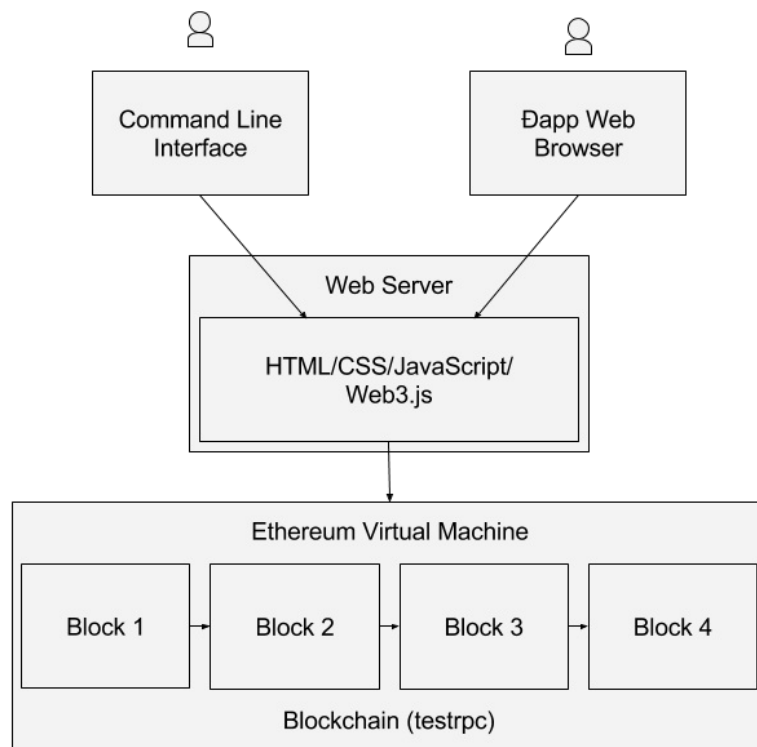 Command Line
Interface
Đapp Web
Browser
Web Server
HTML/CSS/JavaScript/
Web3.js
Ethereum Virtual Machine
Block 1
Block 2
Block 3
Block 4
Blockchain (testrpc)